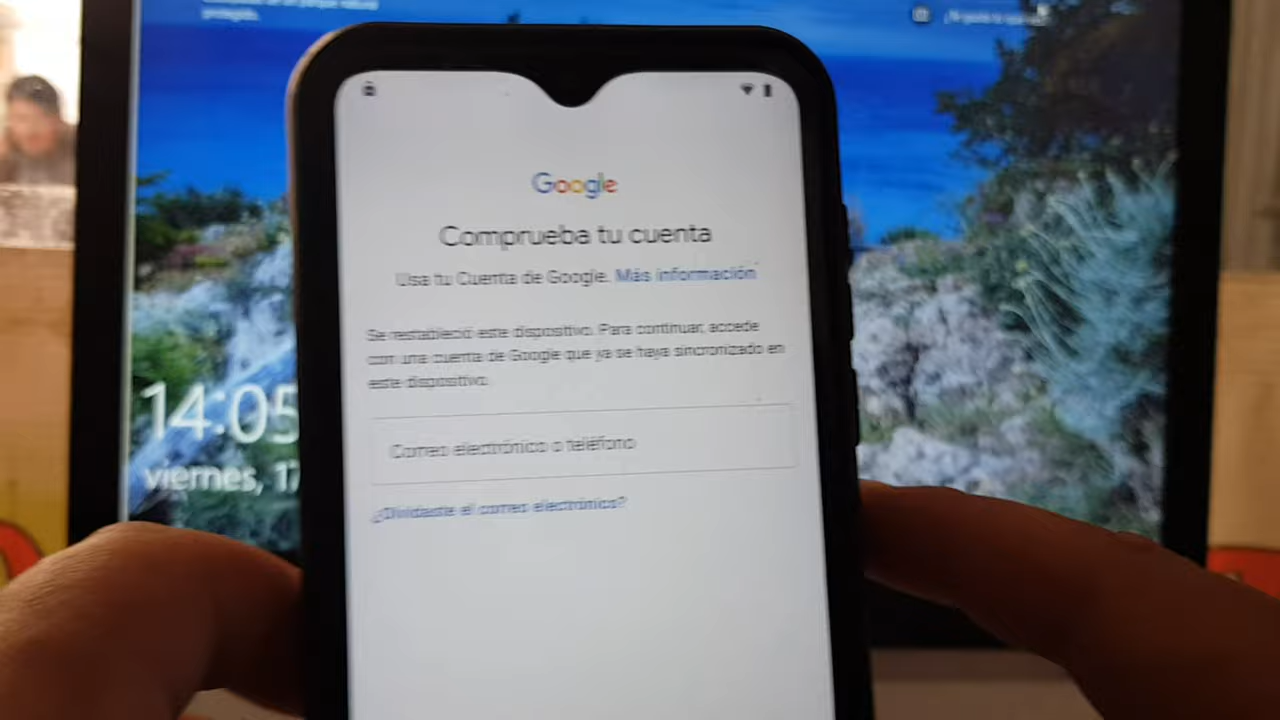 14:05
viernes, 17
Google
Comprueba tu cuenta
Usa tu Cuenta de Google. Más información
Se restableció este dispositivo. Para continuar, accede
con una cuenta de Google que ya se haya sincronizado en
este dispositivo.
Correo electrónico o teléfono
¿Olvidaste el correo electrónico?